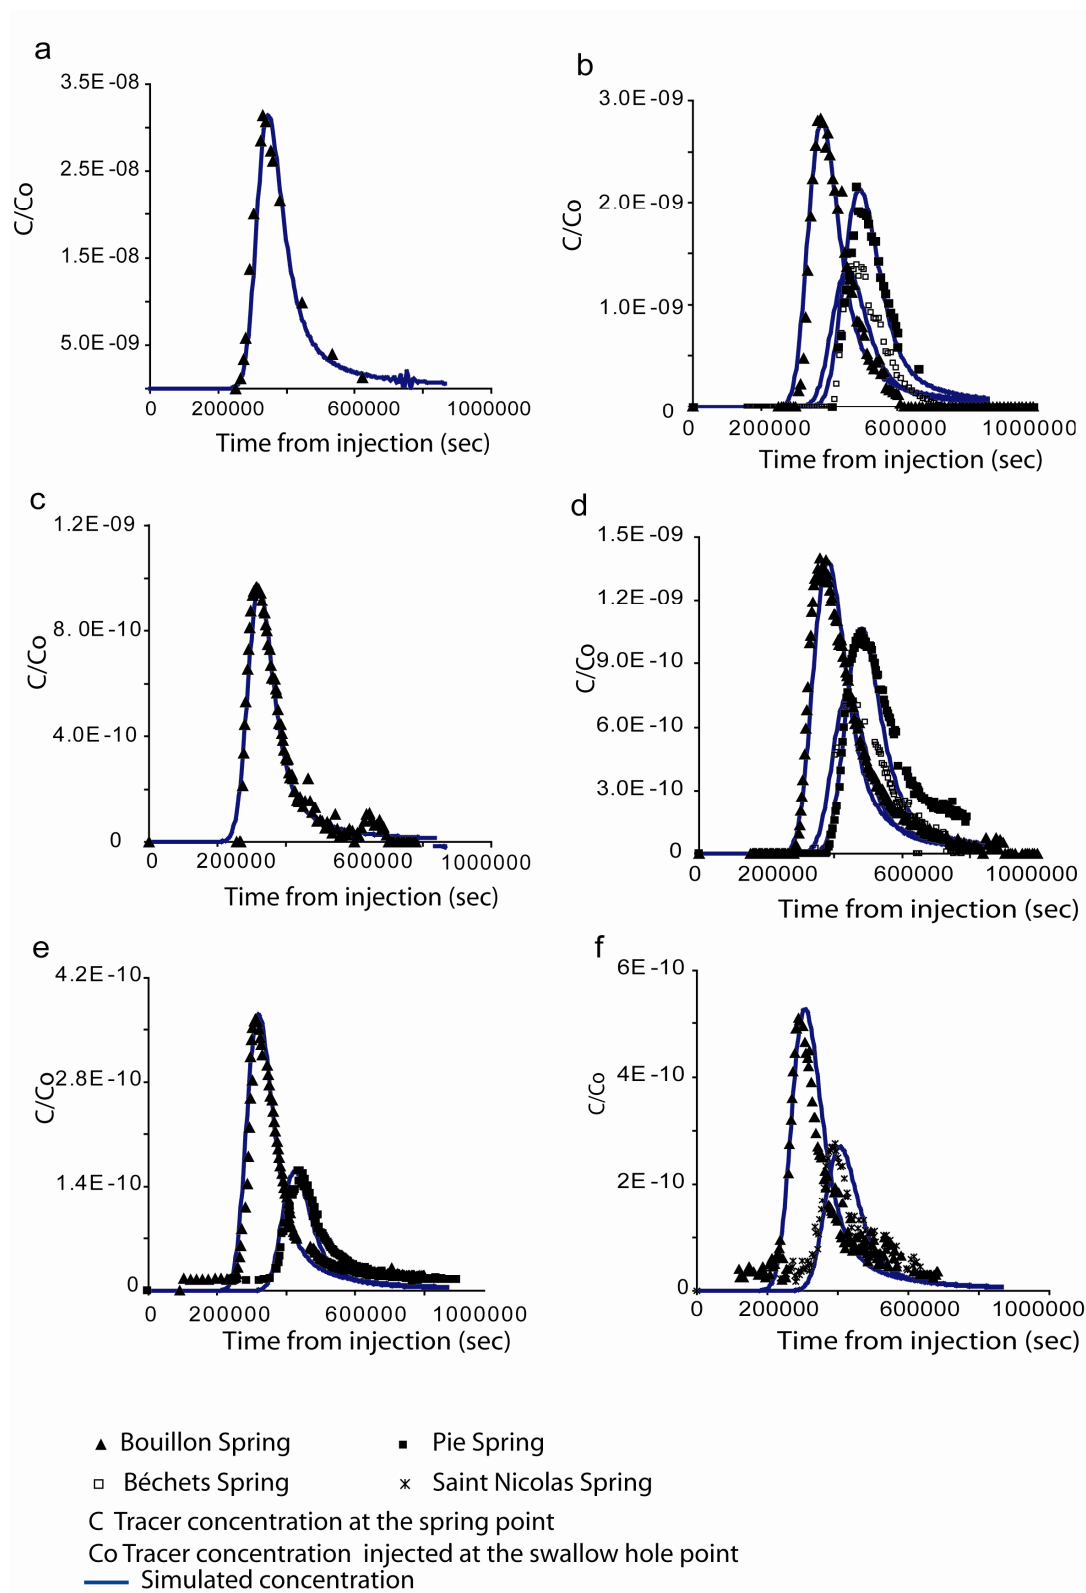 a
3.5E -08
2.5E -08
1.5E -08
5.0E -09
C/Co
0 200000 600000 1000000
Time from injection (sec)
b
3.0E -09
2.0E -09
1.0E -09
0
C/Co
0 200000 600000 1000000
Time from injection (sec)
c
1.2E -09
8. 0E -10
4.0E -10
0
C/Co
0 200000 6000000 1000000
Time from injection (sec)
d
1.5E -09
1.2E -09
9.0E -10
6.0E -10
3.0E -10
0
C/Co
0 2000000 600000 1000000
Time from injection (sec)
e
4.2E -10
2.8E -10
1.4E -10
0
C/Co
0 200000 600000 1000000
Time from injection (sec)
f
6E -10
4E -10
2E -10
0
C/Co
0 2000000 6000000 1000000
Time from injection (sec)
Bouillon Spring
Pie Spring
Béchets Spring
Saint Nicolas Spring
C Tracer concentration at the spring point
Co Tracer concentration injected at the swallow hole point
Simulated concentration